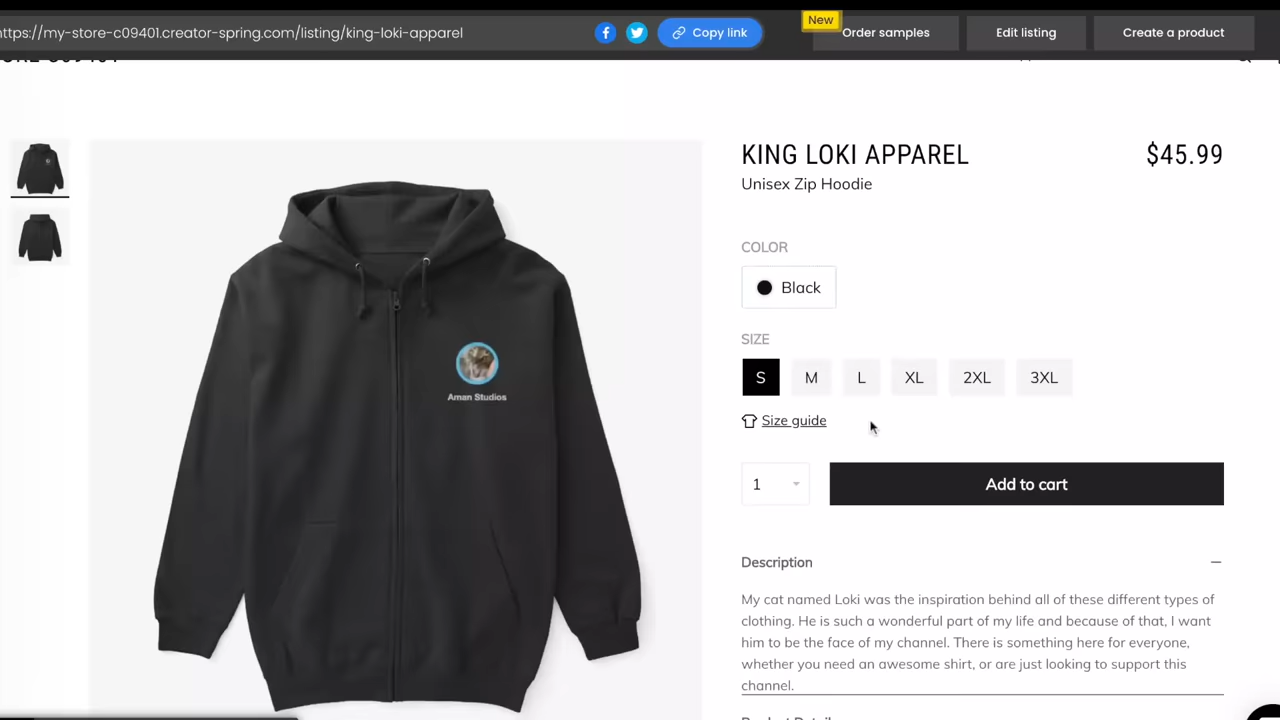 https://my-store-c09401.creator-spring.com/listing/king-loki-apparel
Copy link
New
Order samples
Edit listing
Create a product
KING LOKI APPAREL
$45.99
Unisex Zip Hoodie
COLOR
Black
SIZE
S M L XL 2XL 3XL
Size guide
Aman Studios
1
Add to cart
Description
My cat named Loki was the inspiration behind all of these different types of
clothing. He is such a wonderful part of my life and because of that, I want
him to be the face of my channel. There is something here for everyone,
whether you need an awesome shirt, or are just looking to support this
channel.